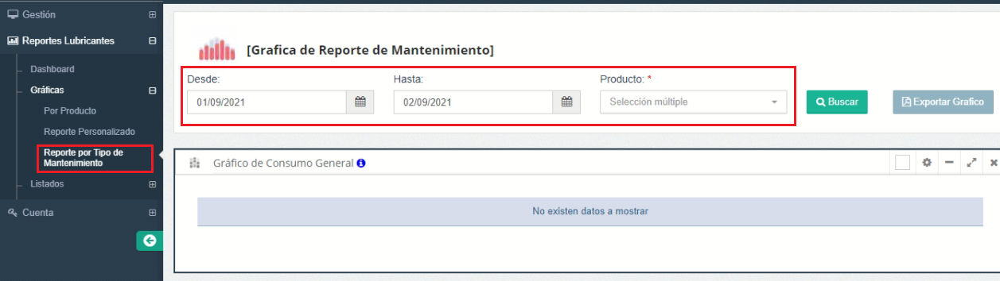 Gestión
Reportes Lubricantes
Dashboard
Gráficas
Por Producto
Reporte Personalizado
Reporte por Tipo de
Mantenimiento
Listados
Cuenta
[Grafica de Reporte de Mantenimiento]
Desde: Hasta: Producto: *
01/09/2021 02/09/2021 Selección múltiple Buscar Exportar Grafico
Gráfico de Consumo General
No existen datos a mostrar